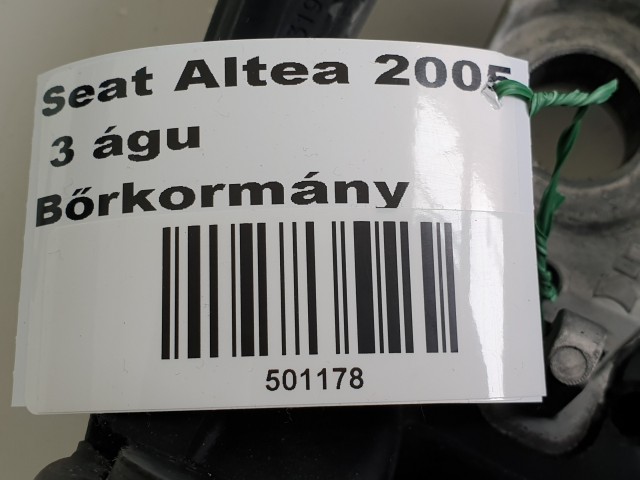 Seat Altea 2005
3 águ
Bőrkormány
501178